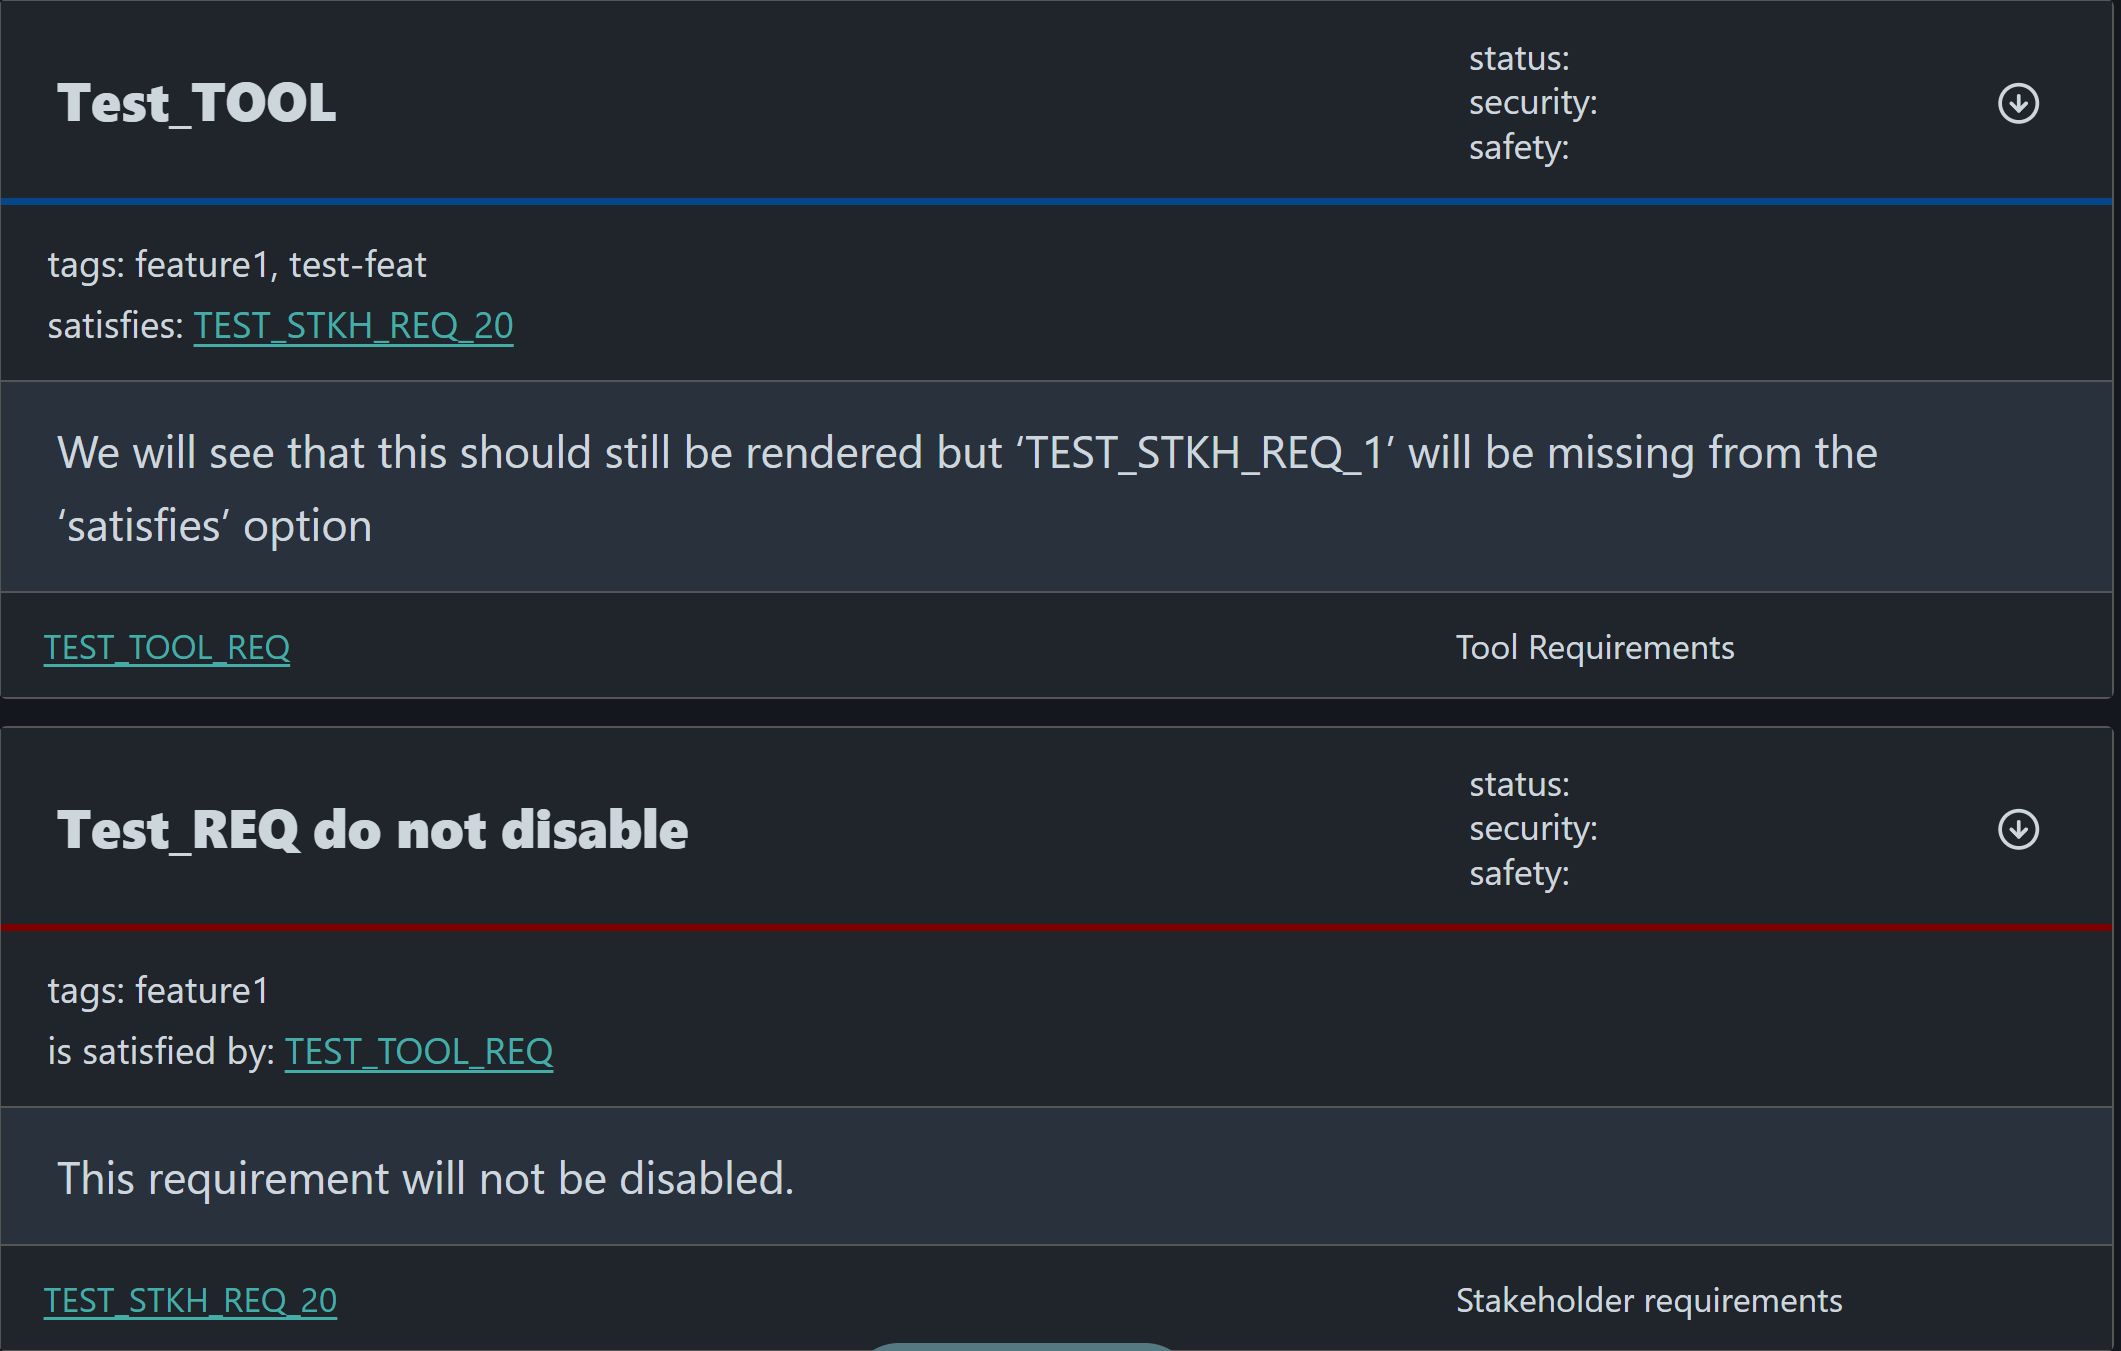 Test_TOOL
status:
security:
safety:
tags: feature1, test-feat
satisfies: TEST_STKH_REQ_20
We will see that this should still be rendered but ‘TEST_STKH_REQ_1’ will be missing from the
‘satisfies’ option
TEST_TOOL_REQ
Tool Requirements
Test_REQ do not disable
status:
security:
safety:
tags: feature1
is satisfied by: TEST_TOOL_REQ
This requirement will not be disabled.
TEST_STKH_REQ_20
Stakeholder requirements